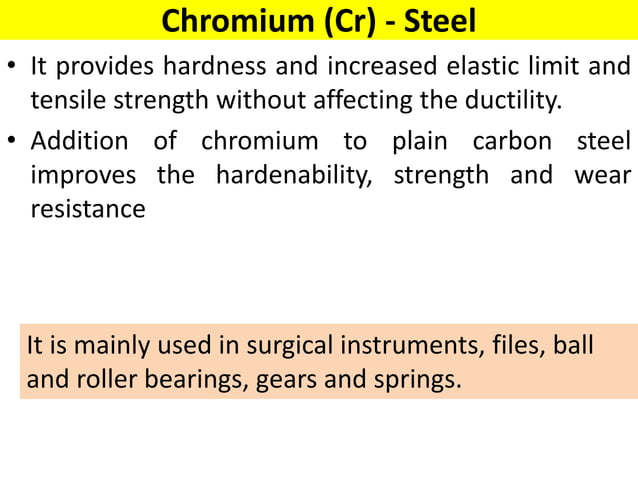 Chromium (Cr) - Steel
• It provides hardness and increased elastic limit and
tensile strength without affecting the ductility.
• Addition of chromium to plain carbon steel
improves the hardenability, strength and wear
resistance
It is mainly used in surgical instruments, files, ball
and roller bearings, gears and springs.